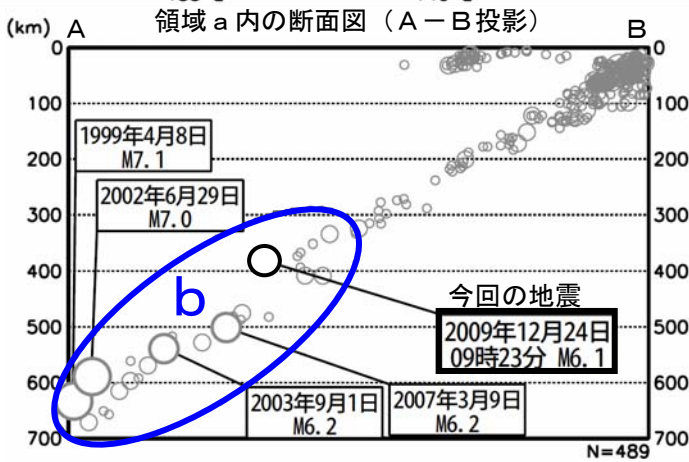 領域a内の断面図（A－B投影）
(km) A B
0 0
100 100
200 200
300 300
400 400
500 500
600 600
700 700
1999年4月8日
M7.1
2002年6月29日
M7.0
b
今回の地震
2009年12月24日
09時23分 M6.1
2003年9月1日
M6.2
2007年3月9日
M6.2
N=489